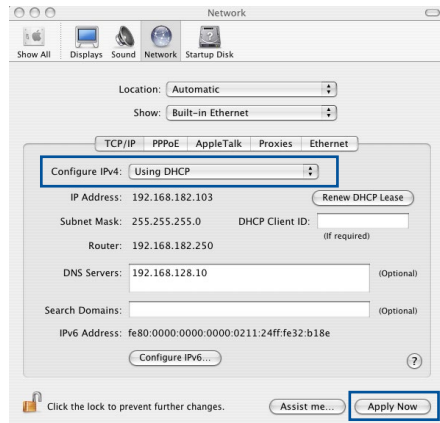 Network
Show All Displays Sound Network Startup Disk
Location: Automatic
Show: Built-in Ethernet
TCP/IP PPPoE AppleTalk Proxies Ethernet
Configure IPv4: Using DHCP
IP Address: 192.168.182.103 Renew DHCP Lease
Subnet Mask: 255.255.255.0 DHCP Client ID:
(If required)
Router: 192.168.182.250
DNS Servers: 192.168.128.10 (Optional)
Search Domains: (Optional)
IPv6 Address: fe80:0000:0000:0000:0211:24ff:fe32:b18e
Configure IPv6... ?
Click the lock to prevent further changes. Assist me... Apply Now